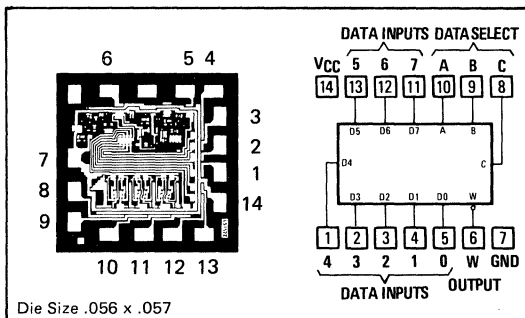 6 5 4
3
2
7 1
8
14
9
10 11 12 13
Die Size .056 x .057
DATA INPUTS DATA SELECT
VCC 5 6 7 A B C
14 13 12 11 10 9 8
D5 D6 D7 A B
D4 C
D3 D2 D1 D0 W
1 2 3 4 5 6 7
4 3 2 1 0 W GND
DATA INPUTS OUTPUT